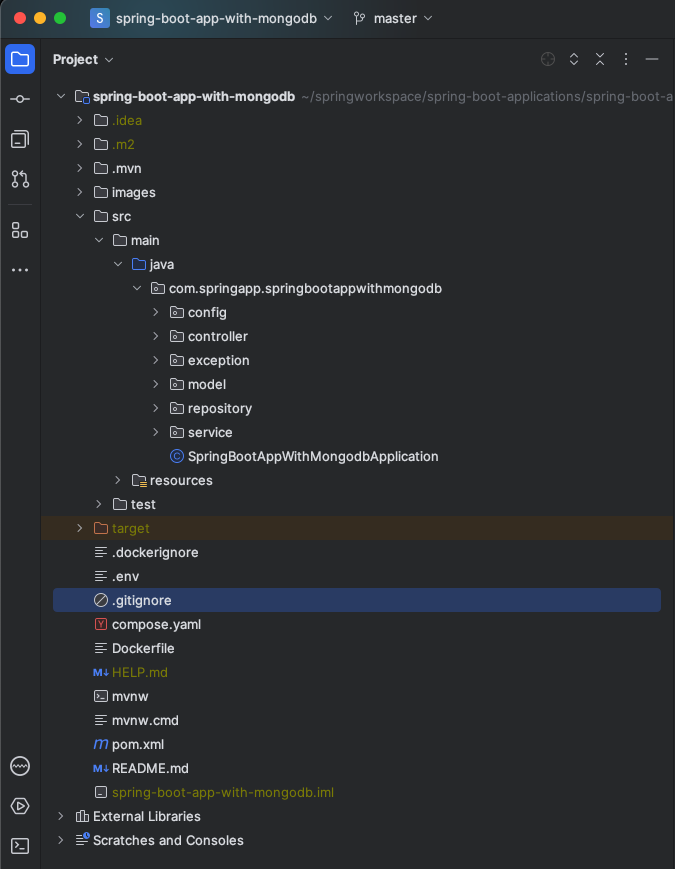 S spring-boot-app-with-mongodb master
Project
spring-boot-app-with-mongodb ~/springworkspace/spring-boot-applications/spring-boot-a
.idea
.m2
.mvn
images
src
main
java
com.springapp.springbootappwithmongodb
config
controller
exception
model
repository
service
C SpringBootAppWithMongodbApplication
resources
test
target
.dockerignore
.env
.gitignore
Y compose.yaml
Dockerfile
M↓ HELP.md
mvnw
mvnw.cmd
m pom.xml
M↓ README.md
spring-boot-app-with-mongodb.iml
External Libraries
Scratches and Consoles